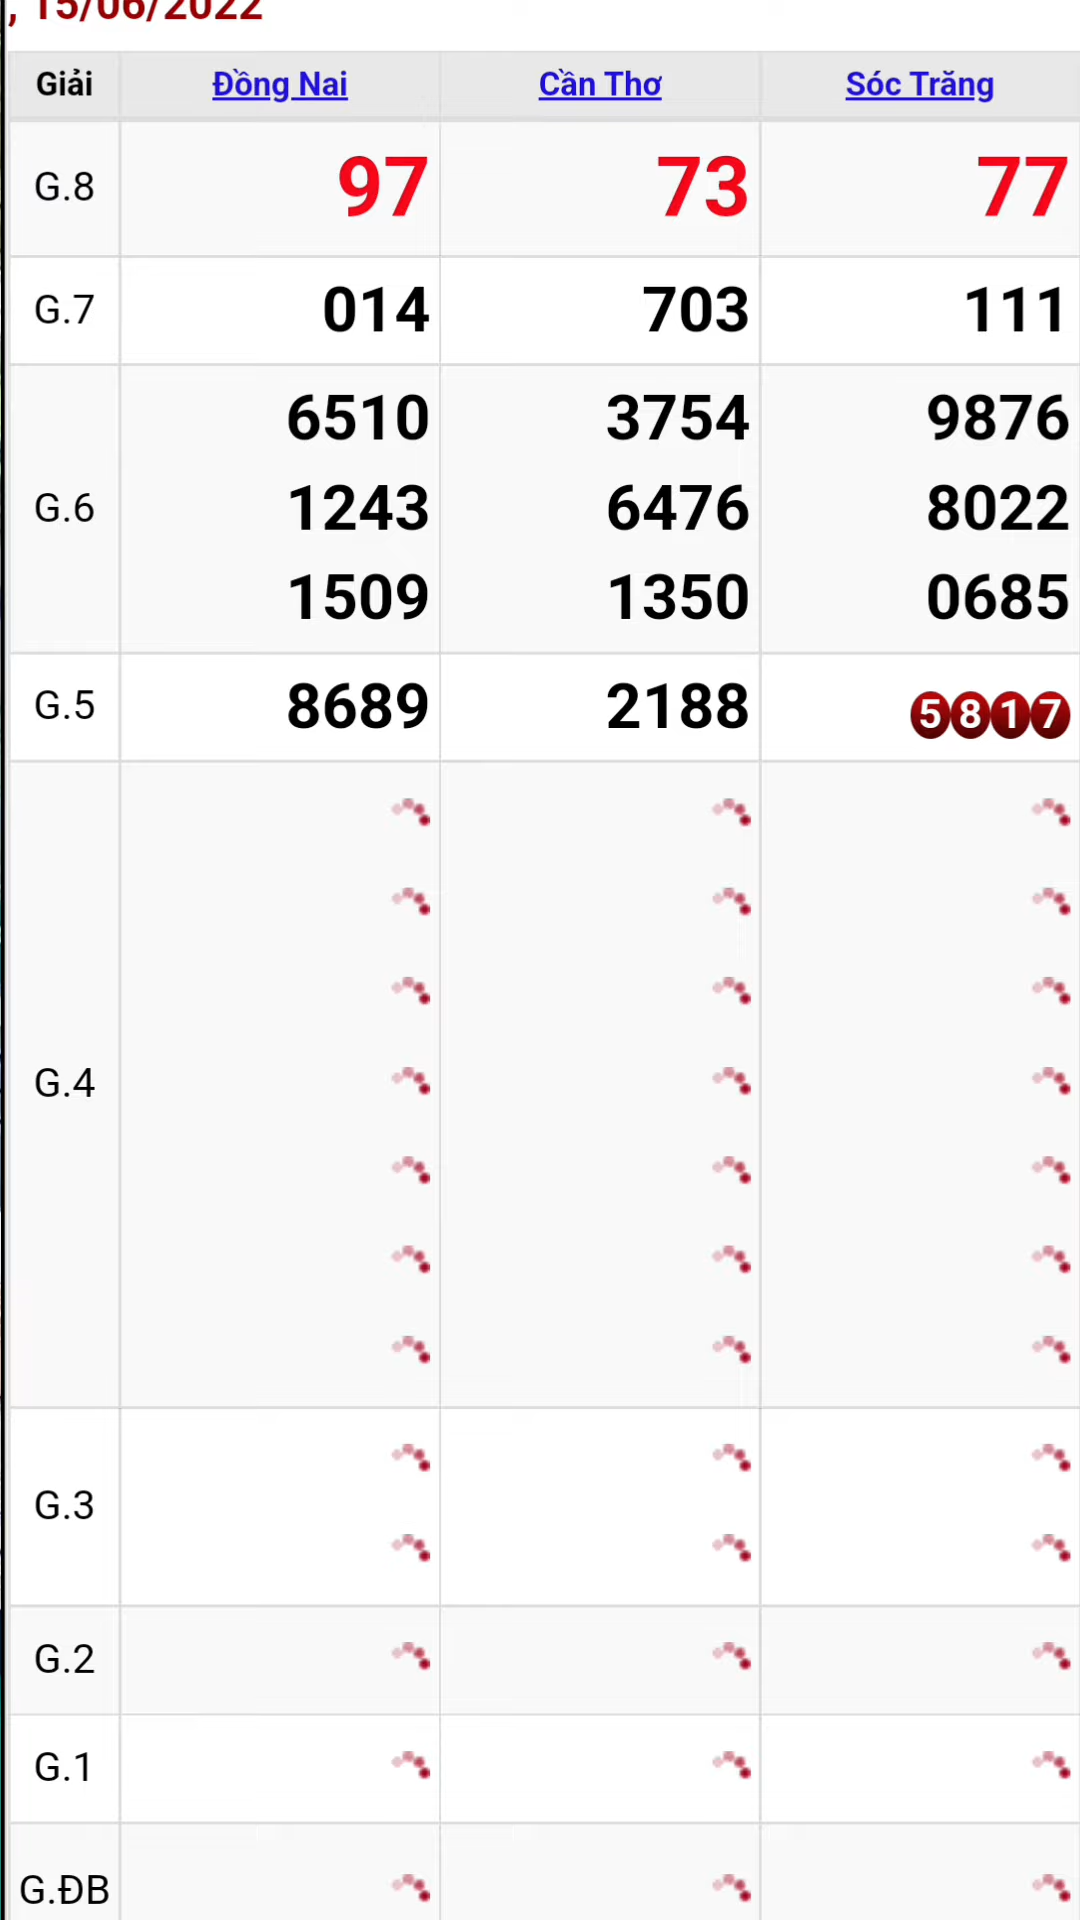 , 15/06/2022
Giải Đồng Nai Cần Thơ Sóc Trăng
G.8 97 73 77
G.7 014 703 111
6510 3754 9876
G.6 1243 6476 8022
1509 1350 0685
G.5 8689 2188 5817
G.4
G.3
G.2
G.1
G.ĐB